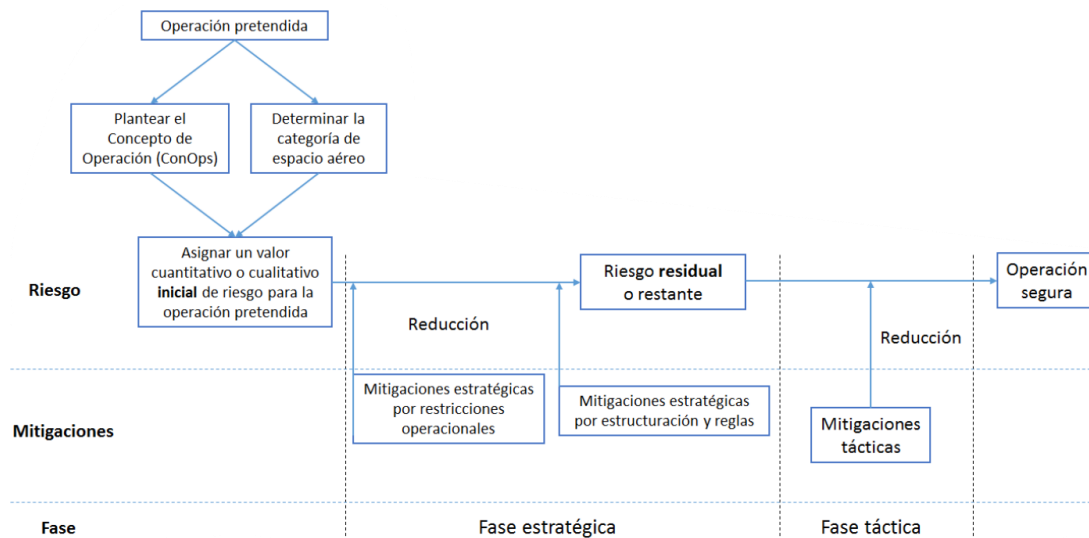 Operación pretendida
Plantear el
Concepto de
Operación (ConOps)
Determinar la
categoría de
espacio aéreo
Riesgo
Asignar un valor
cuantitativo o cualitativo
inicial de riesgo para la
operación pretendida
Reducción
Riesgo residual
o restante
Reducción
Operación
segura
Mitigaciones
Mitigaciones estratégicas
por restricciones
operacionales
Mitigaciones estratégicas
por estructuración y reglas
Mitigaciones
tácticas
Fase
Fase estratégica
Fase táctica